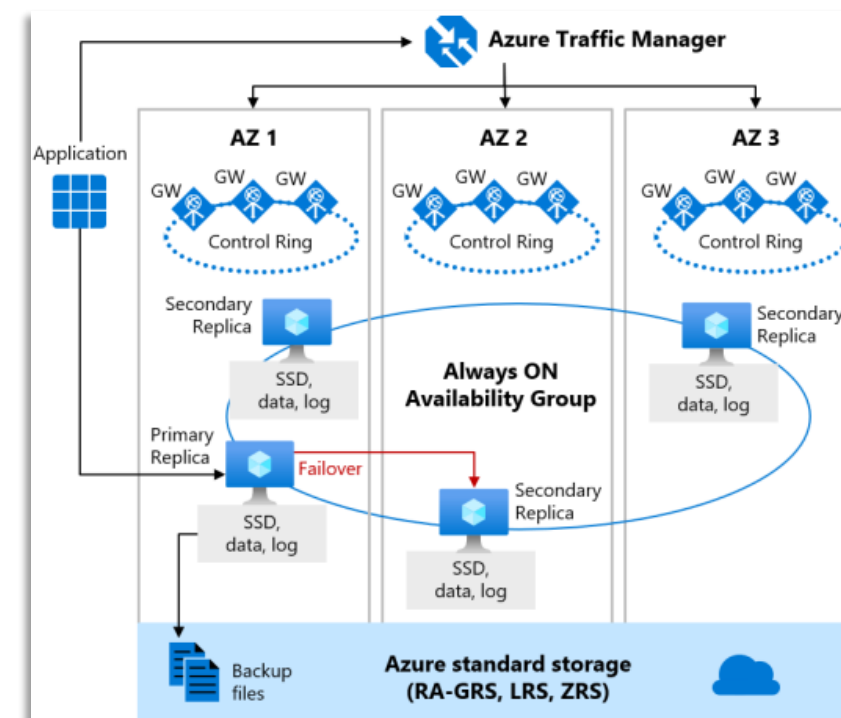 Azure Traffic Manager
Application
AZ 1
AZ 2
AZ 3
GW
GW
GW
Control Ring
GW
GW
GW
Control Ring
GW
GW
GW
Control Ring
Secondary
Replica
SSD,
data, log
Secondary
Replica
SSD,
data, log
Always ON
Availability Group
Primary
Replica
Failover
SSD,
data, log
Secondary
Replica
SSD,
data, log
Backup
files
Azure standard storage
(RA-GRS, LRS, ZRS)